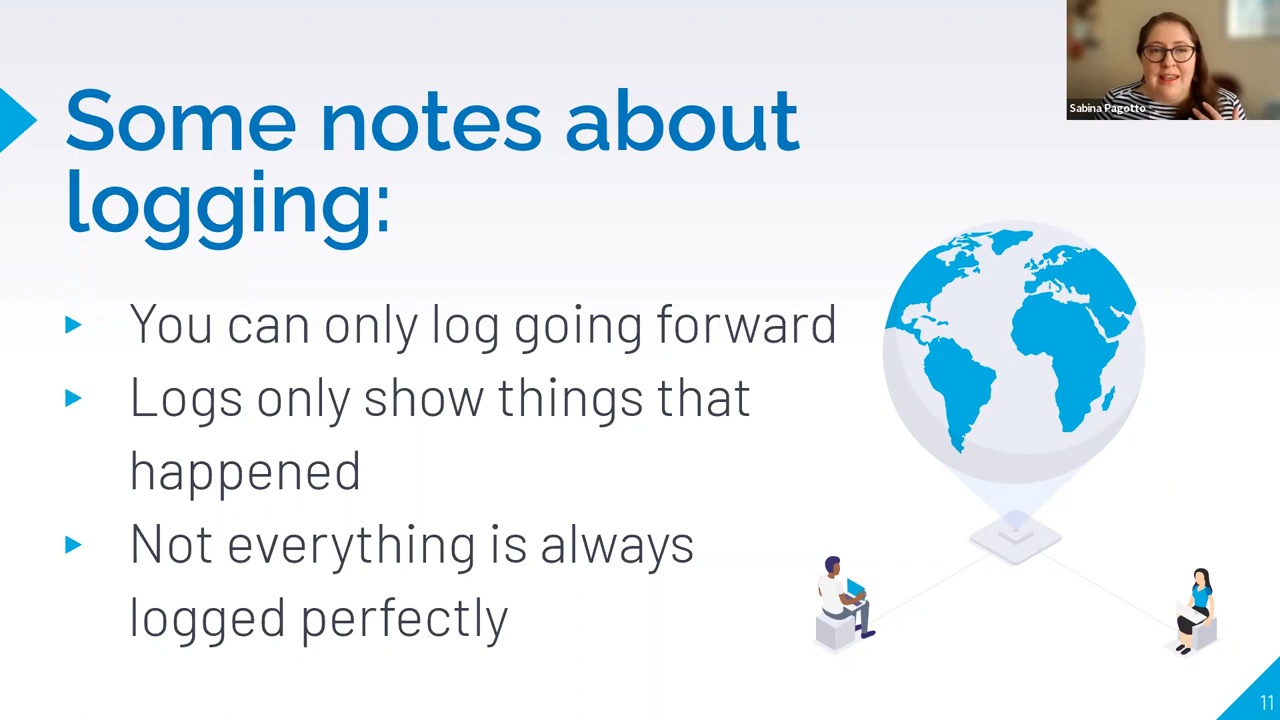 Sabina Pagotto
Some notes about
logging:
▸ You can only log going forward
▸ Logs only show things that
happened
▸ Not everything is always
logged perfectly
11